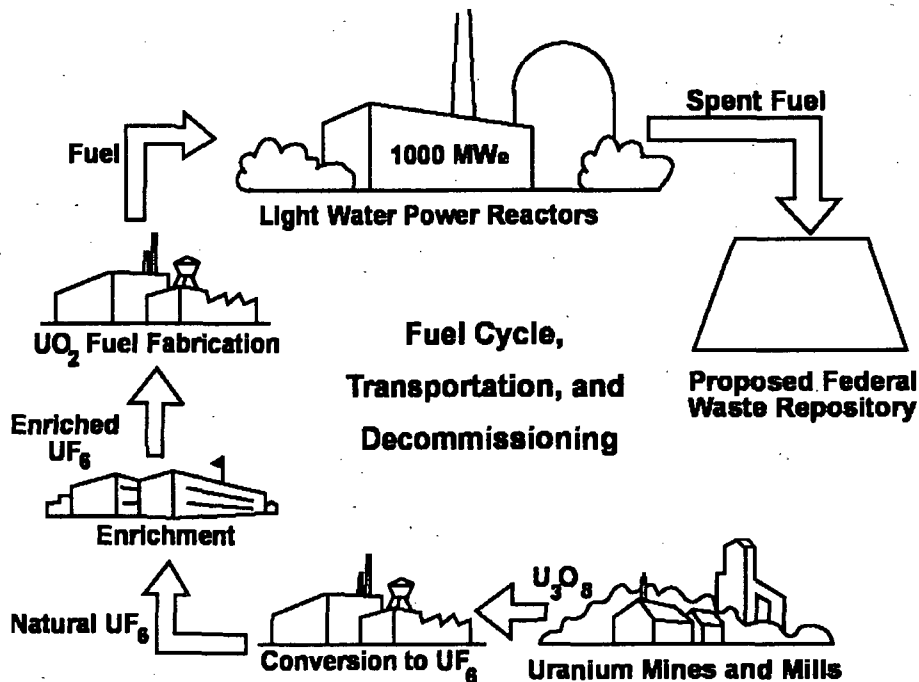 Spent Fuel
Fuel
1000 MWe
Light Water Power Reactors
UO₂ Fuel Fabrication
Fuel Cycle,
Transportation, and
Decommissioning
Proposed Federal
Waste Repository
Enriched
UF₆
Enrichment
U₃O₈
Natural UF₆
Conversion to UF₆
Uranium Mines and Mills